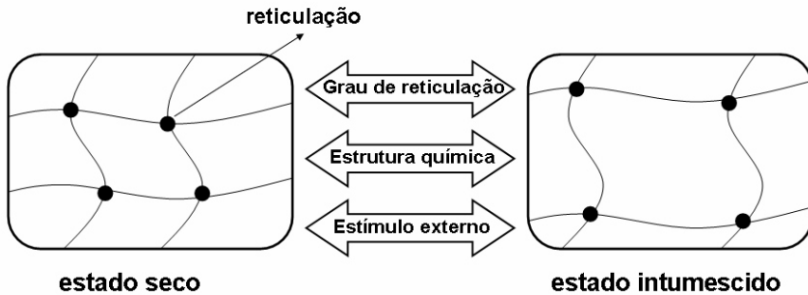 reticulação
Grau de reticulação
Estrutura química
Estímulo externo
estado seco
estado intumescido